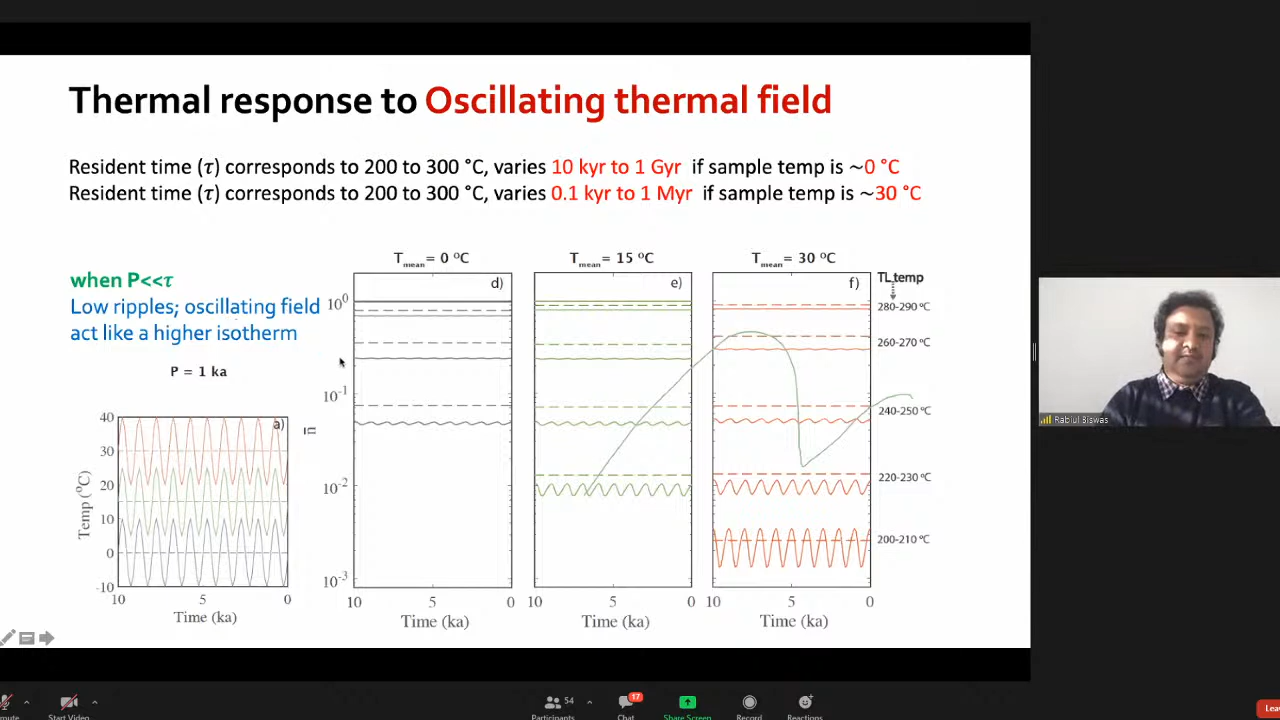 Thermal response to Oscillating thermal field
Resident time (τ) corresponds to 200 to 300 °C, varies 10 kyr to 1 Gyr if sample temp is ~0 °C
Resident time (τ) corresponds to 200 to 300 °C, varies 0.1 kyr to 1 Myr if sample temp is ~30 °C
when P<<τ
Low ripples; oscillating field
act like a higher isotherm
P = 1 ka
a)
40
30
20
10
0
-10
Temp (°C)
10 5 0
Time (ka)
T mean = 0 °C
d)
10⁰
10⁻¹
10⁻²
10⁻³
n̄
10 5 0
Time (ka)
T mean = 15 °C
e)
10 5 0
Time (ka)
T mean = 30 °C
f)
10 5 0
Time (ka)
TL temp
280-290 °C
260-270 °C
240-250 °C
220-230 °C
200-210 °C
Rabiul Biswas
mute
Start Video
54
Participants
17
Chat
Share Screen
Record
Reactions
Lea